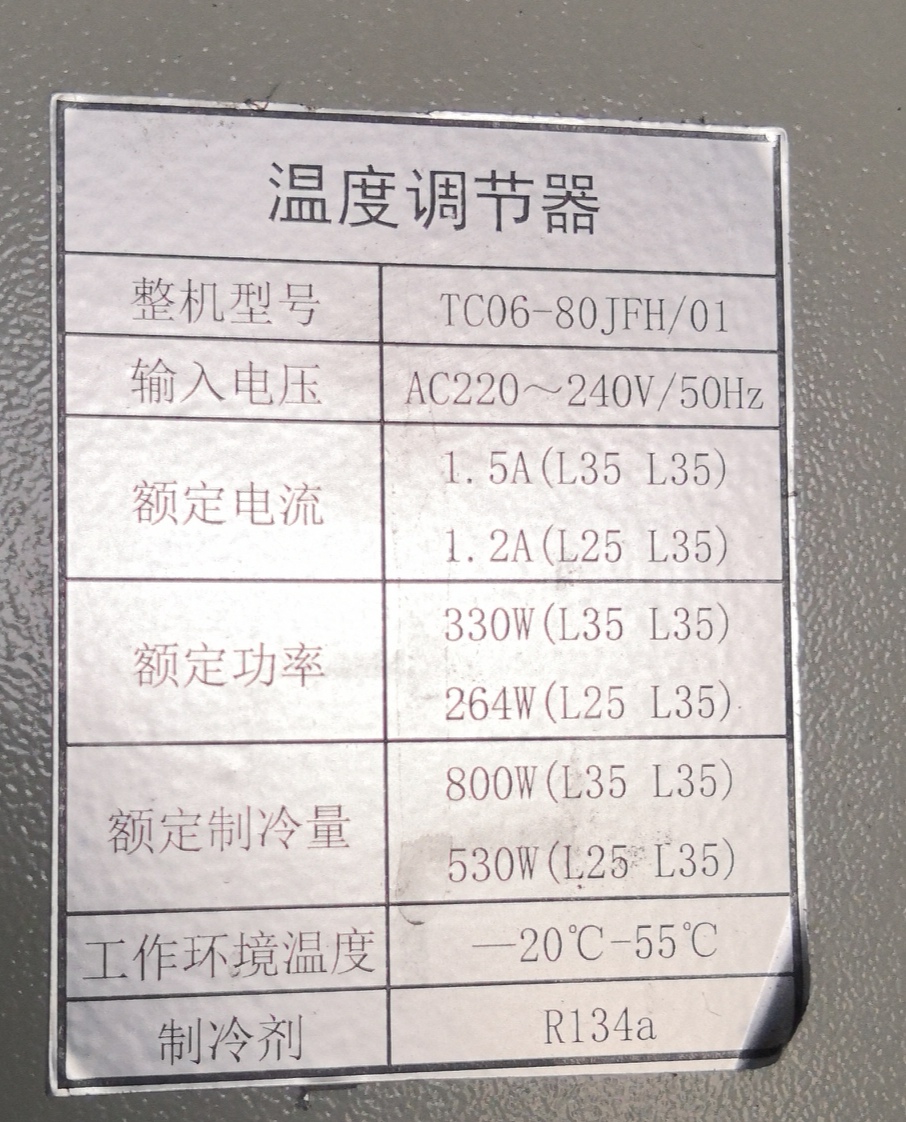 温度调节器
整机型号 TC06-80JFH/01
输入电压 AC220～240V/50Hz
额定电流 1.5A(L35 L35)
1.2A(L25 L35)
额定功率 330W(L35 L35)
264W(L25 L35)
额定制冷量 800W(L35 L35)
530W(L25 L35)
工作环境温度 —20℃-55℃
制冷剂 R134a